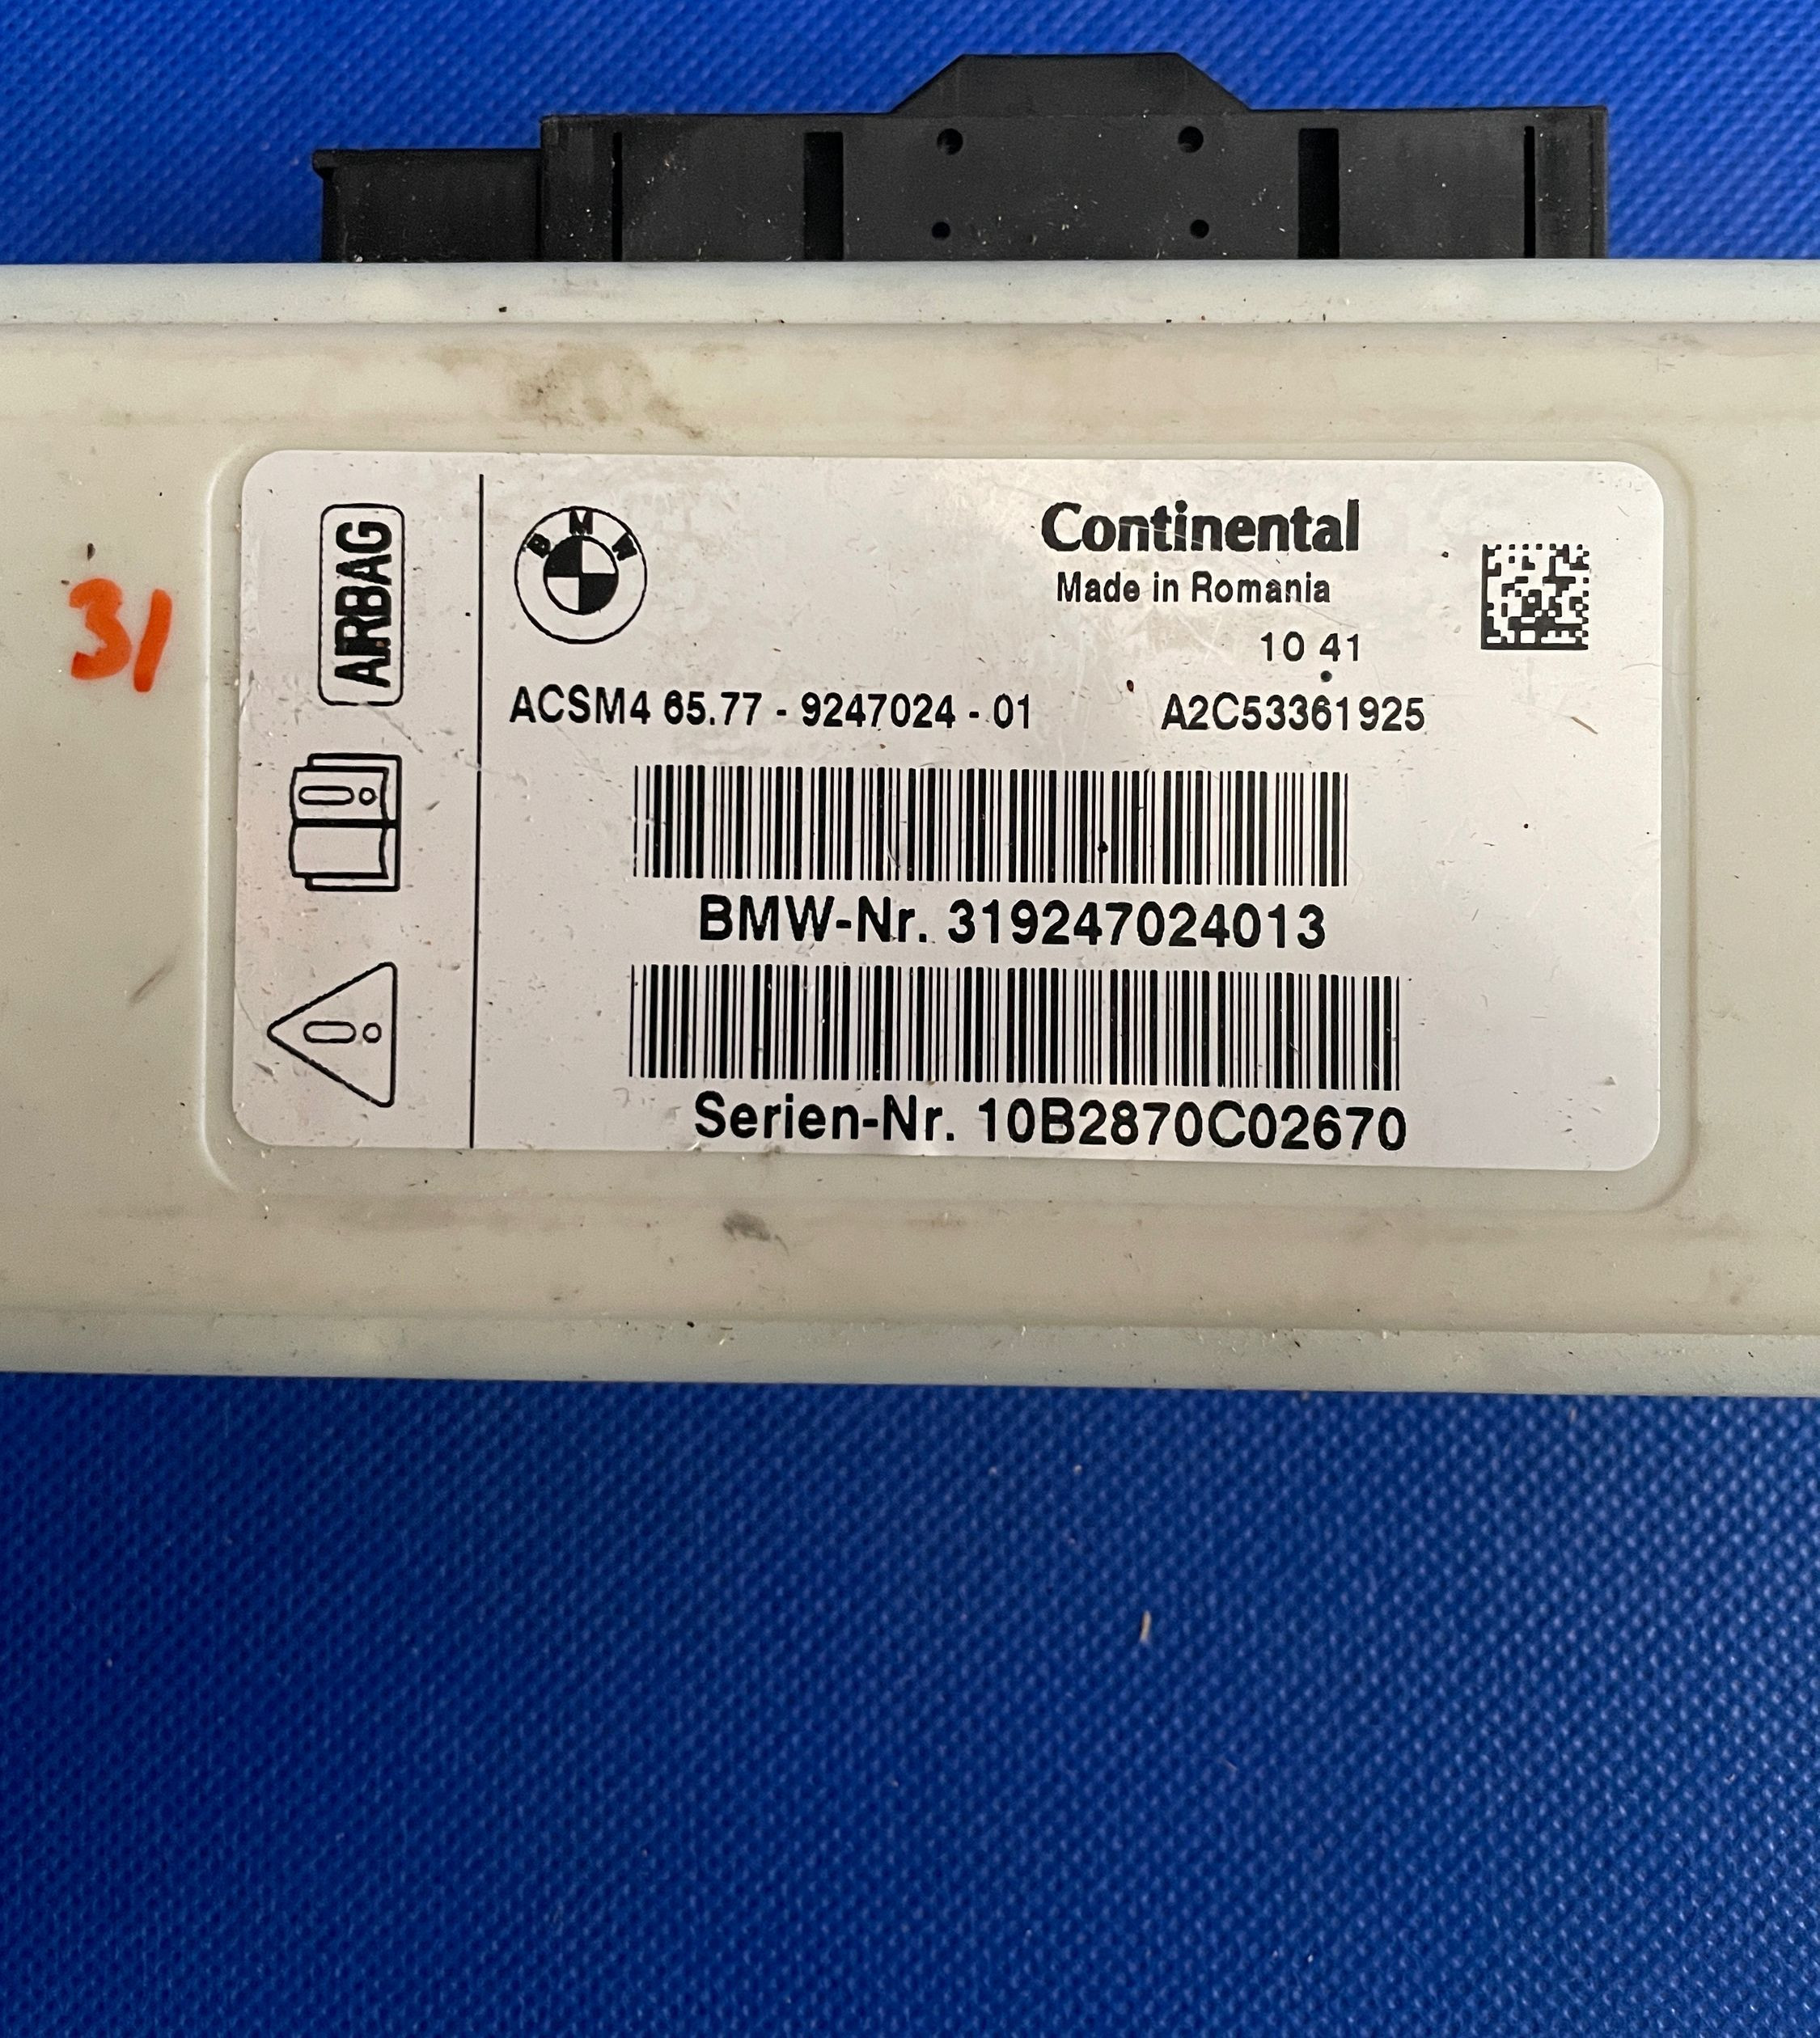 31
AIRBAG
BMW
Continental
Made in Romania
10 41
ACSM4 65.77 - 9247024 - 01 A2C53361925
BMW-Nr. 319247024013
Serien-Nr. 10B2870C02670